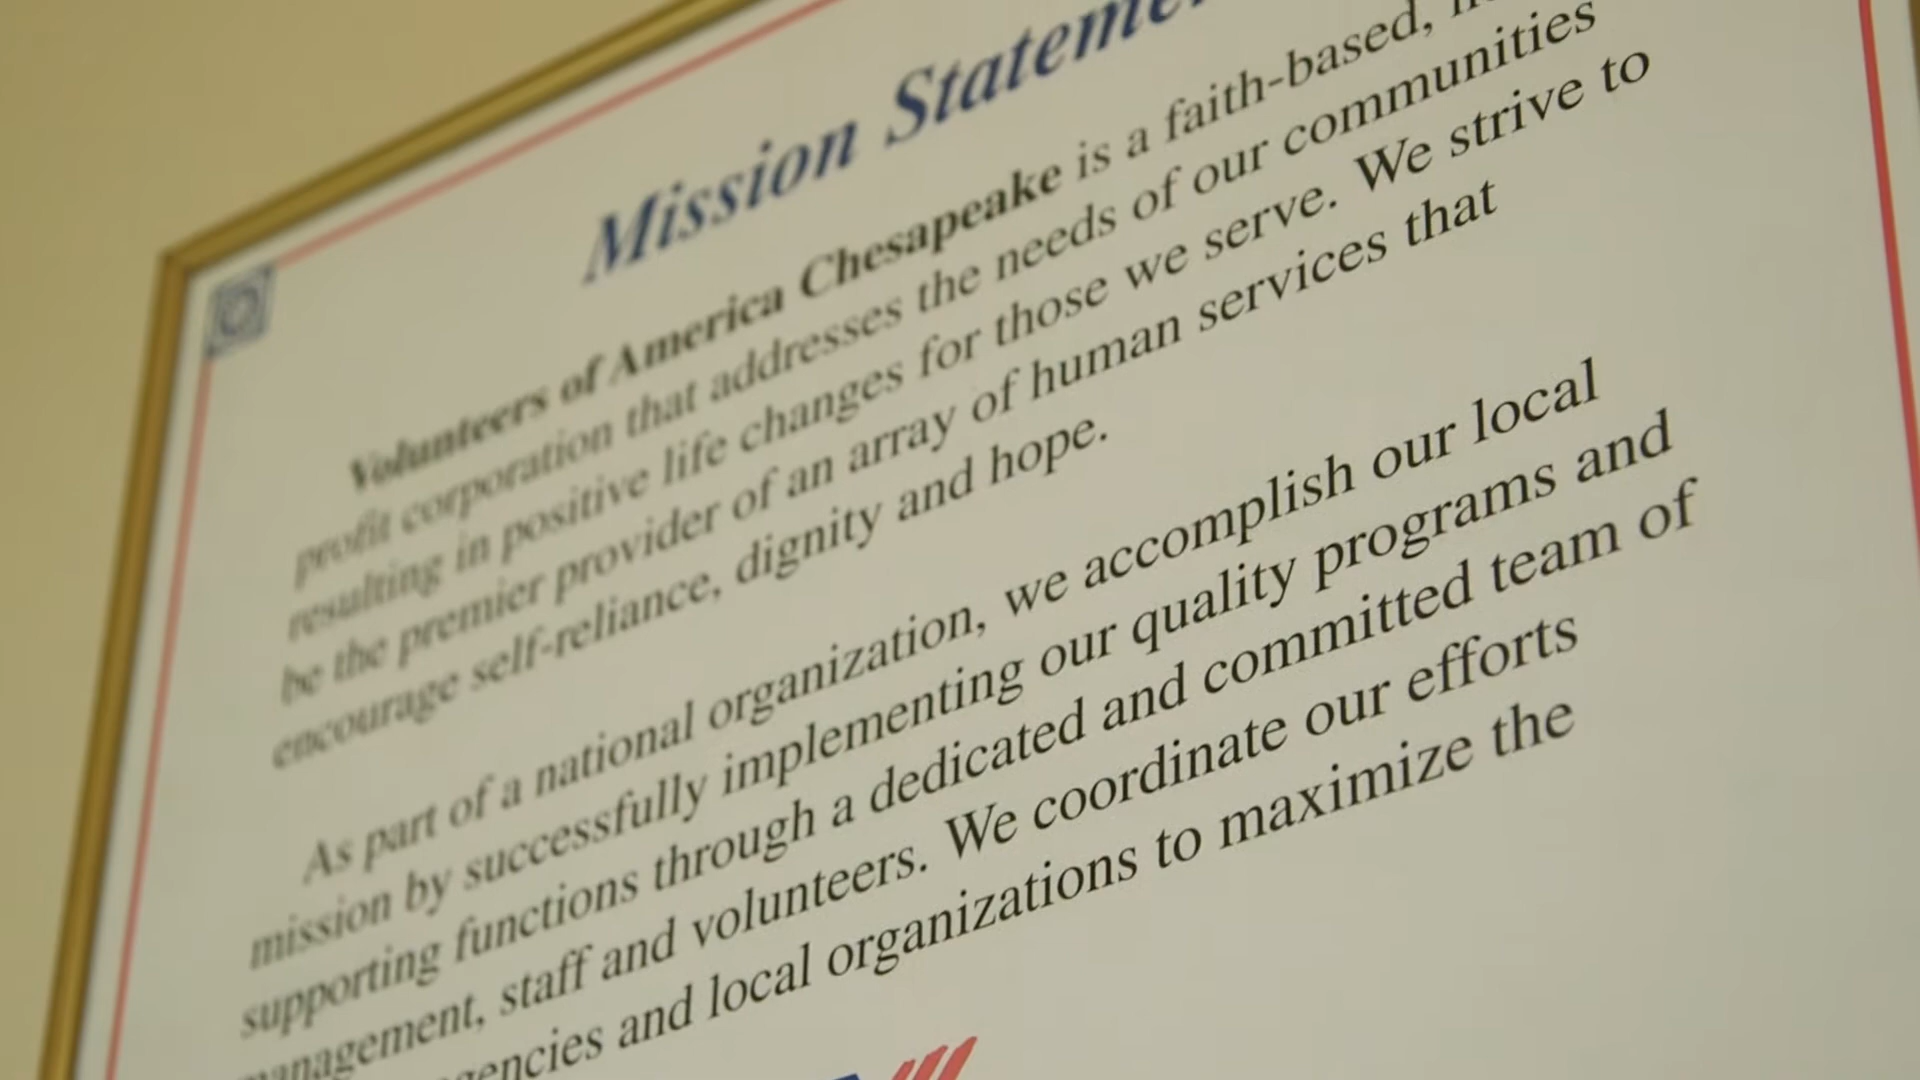 Mission Stateme
Volunteers of America Chesapeake is a faith-based,
profit corporation that addresses the needs of our communities
resulting in positive life changes for those we serve. We strive to
be the premier provider of an array of human services that
encourage self-reliance, dignity and hope.
As part of a national organization, we accomplish our local
mission by successfully implementing our quality programs and
supporting functions through a dedicated and committed team of
anagement, staff and volunteers. We coordinate our efforts
gencies and local organizations to maximize the